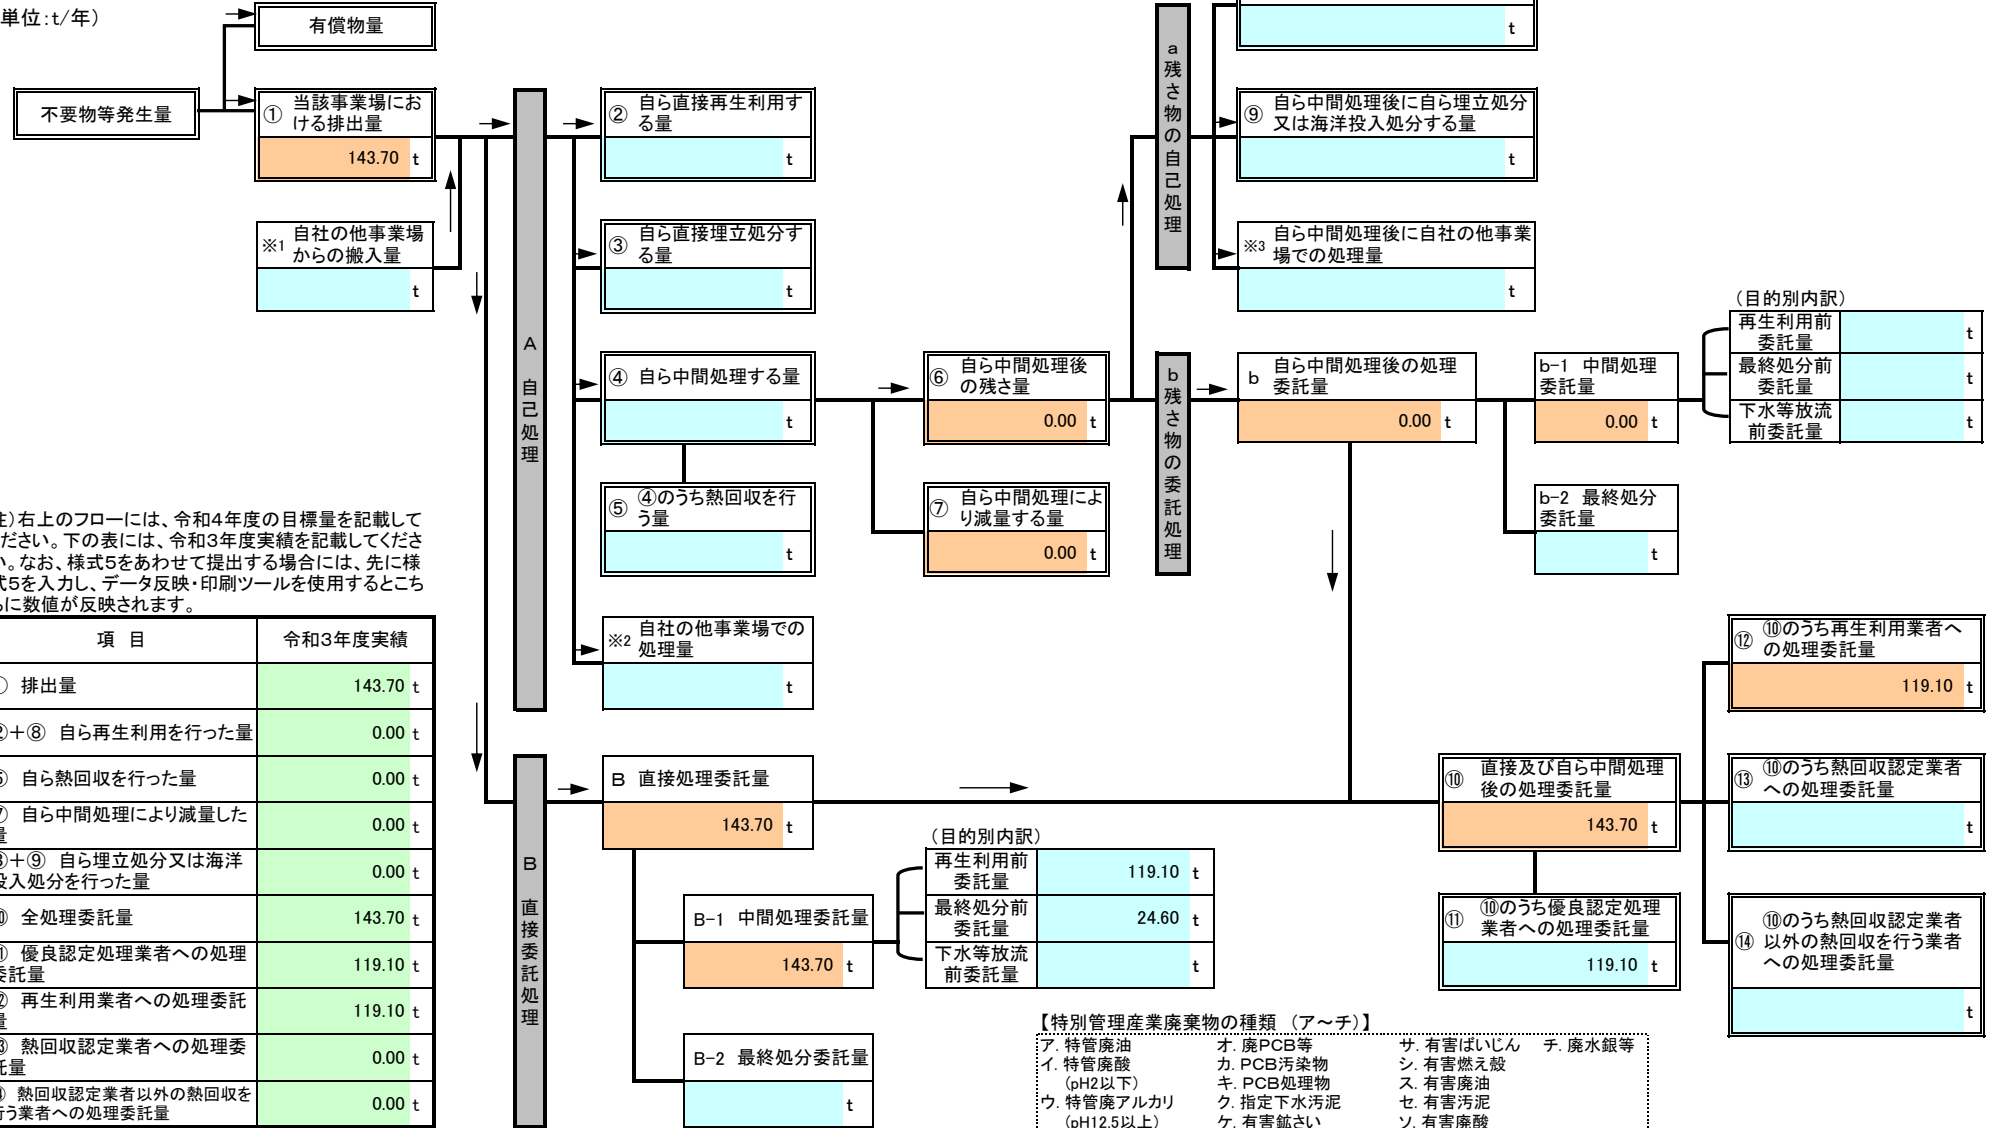 単位:t/年)
有償物量
不要物等発生量
① 当該事業場にお
ける排出量
143.70 t
※1 自社の他事業場
からの搬入量
t
A 自己処理
② 自ら直接再生利用す
る量
t
③ 自ら直接埋立処分す
る量
t
④ 自ら中間処理する量
t
⑤ ④のうち熱回収を行
う量
t
※2 自社の他事業場での
処理量
t
⑥ 自ら中間処理後
の残さ量
0.00 t
⑦ 自ら中間処理によ
り減量する量
0.00 t
a 残さ物の自己処理
t
⑨ 自ら中間処理後に自ら埋立処分
又は海洋投入処分する量
t
※3 自ら中間処理後に自社の他事業
場での処理量
t
b 残さ物の委託処理
b 自ら中間処理後の処理
委託量
0.00 t
b-1 中間処理
委託量
0.00 t
b-2 最終処分
委託量
t
(目的別内訳)
再生利用前
委託量
t
最終処分前
委託量
t
下水等放流
前委託量
t
)右上のフローには、令和4年度の目標量を記載して
ださい。下の表には、令和3年度実績を記載してくださ
。なお、様式5をあわせて提出する場合には、先に様
式5を入力し、データ反映・印刷ツールを使用するとこち
に数値が反映されます。
項 目 令和3年度実績
排出量 143.70 t
+⑧ 自ら再生利用を行った量 0.00 t
自ら熱回収を行った量 0.00 t
自ら中間処理により減量した
量
0.00 t
+⑨ 自ら埋立処分又は海洋
投入処分を行った量
0.00 t
全処理委託量 143.70 t
優良認定処理業者への処理
委託量
119.10 t
再生利用業者への処理委託
量
119.10 t
熱回収認定業者への処理委
託量
0.00 t
熱回収認定業者以外の熱回収を
行う業者への処理委託量
0.00 t
B 直接委託処理
B 直接処理委託量
143.70 t
B-1 中間処理委託量
143.70 t
B-2 最終処分委託量
t
(目的別内訳)
再生利用前
委託量
119.10 t
最終処分前
委託量
24.60 t
下水等放流
前委託量
t
⑩ 直接及び自ら中間処理
後の処理委託量
143.70 t
⑪ ⑩のうち優良認定処理
業者への処理委託量
119.10 t
⑫ ⑩のうち再生利用業者へ
の処理委託量
119.10 t
⑬ ⑩のうち熱回収認定業者
への処理委託量
t
⑭ ⑩のうち熱回収認定業者
以外の熱回収を行う業者
への処理委託量
t
【特別管理産業廃棄物の種類 (ア～チ)】
ア. 特管廃油 オ. 廃PCB等 サ. 有害ばいじん チ. 廃水銀等
イ. 特管廃酸 カ. PCB汚染物 シ. 有害燃え殻
(pH2以下) キ. PCB処理物 ス. 有害廃油
ウ. 特管廃アルカリ ク. 指定下水汚泥 セ. 有害汚泥
(pH12.5以上) ケ. 有害鉱さい ソ. 有害廃酸